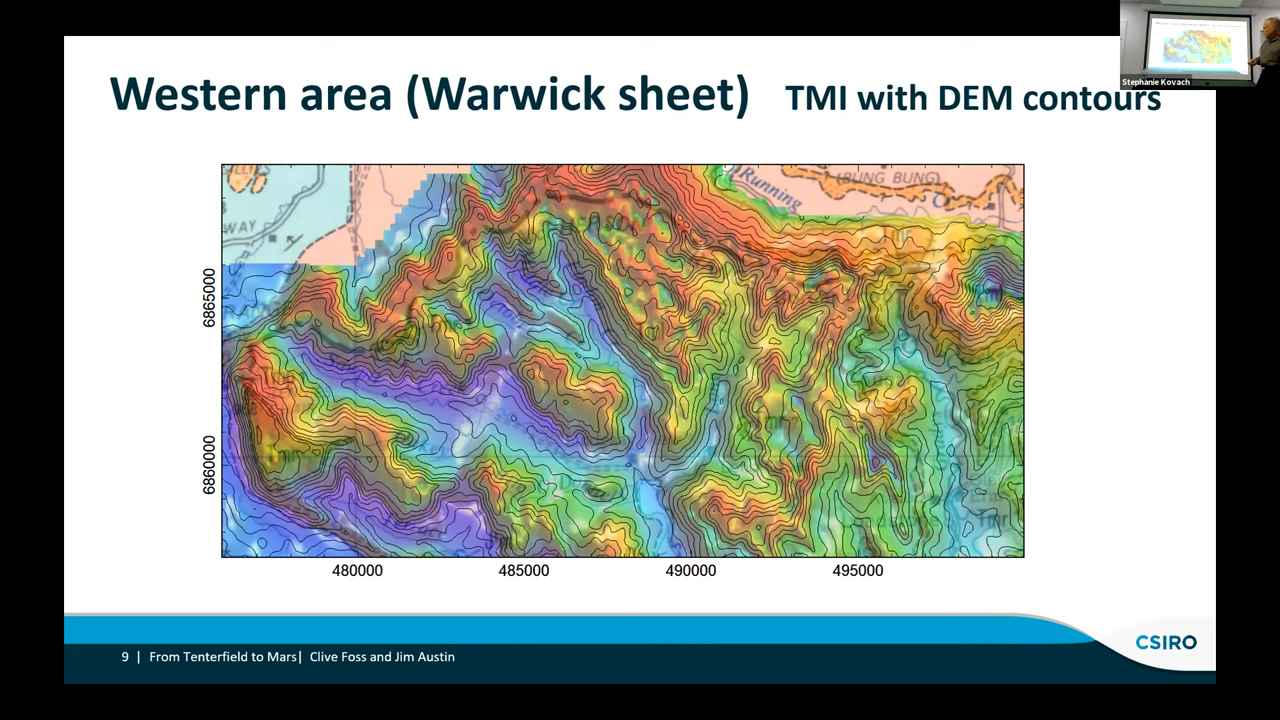 Western area (Warwick sheet) TMI with DEM contours
Stephanie Kovach
Running
(BUNG BUNG)
WAY
6865000
6860000
480000
485000
490000
495000
9 | From Tenterfield to Mars| Clive Foss and Jim Austin
CSIRO